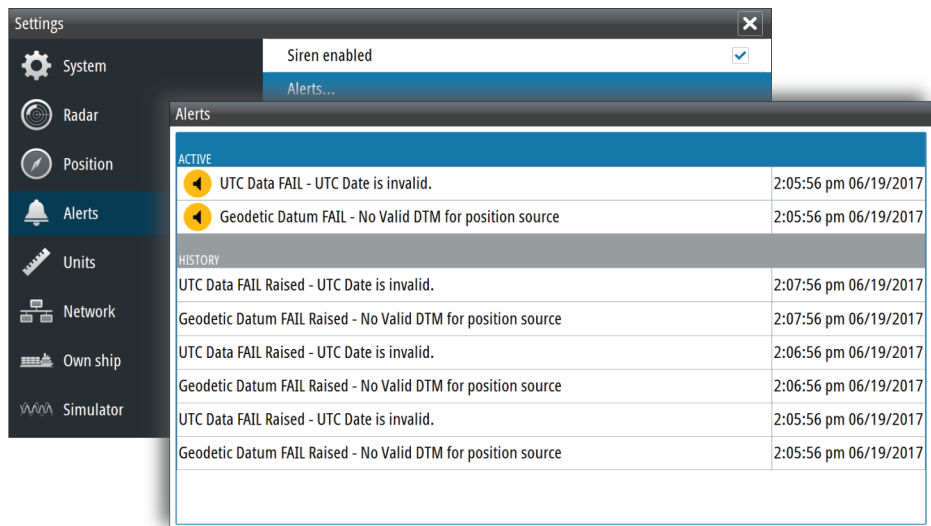 Settings
System
Radar
Position
Alerts
Units
Network
Own ship
Simulator
Siren enabled
Alerts...
Alerts
ACTIVE
UTC Data FAIL - UTC Date is invalid. 2:05:56 pm 06/19/2017
Geodetic Datum FAIL - No Valid DTM for position source 2:05:56 pm 06/19/2017
HISTORY
UTC Data FAIL Raised - UTC Date is invalid. 2:07:56 pm 06/19/2017
Geodetic Datum FAIL Raised - No Valid DTM for position source 2:07:56 pm 06/19/2017
UTC Data FAIL Raised - UTC Date is invalid. 2:06:56 pm 06/19/2017
Geodetic Datum FAIL Raised - No Valid DTM for position source 2:06:56 pm 06/19/2017
UTC Data FAIL Raised - UTC Date is invalid. 2:05:56 pm 06/19/2017
Geodetic Datum FAIL Raised - No Valid DTM for position source 2:05:56 pm 06/19/2017